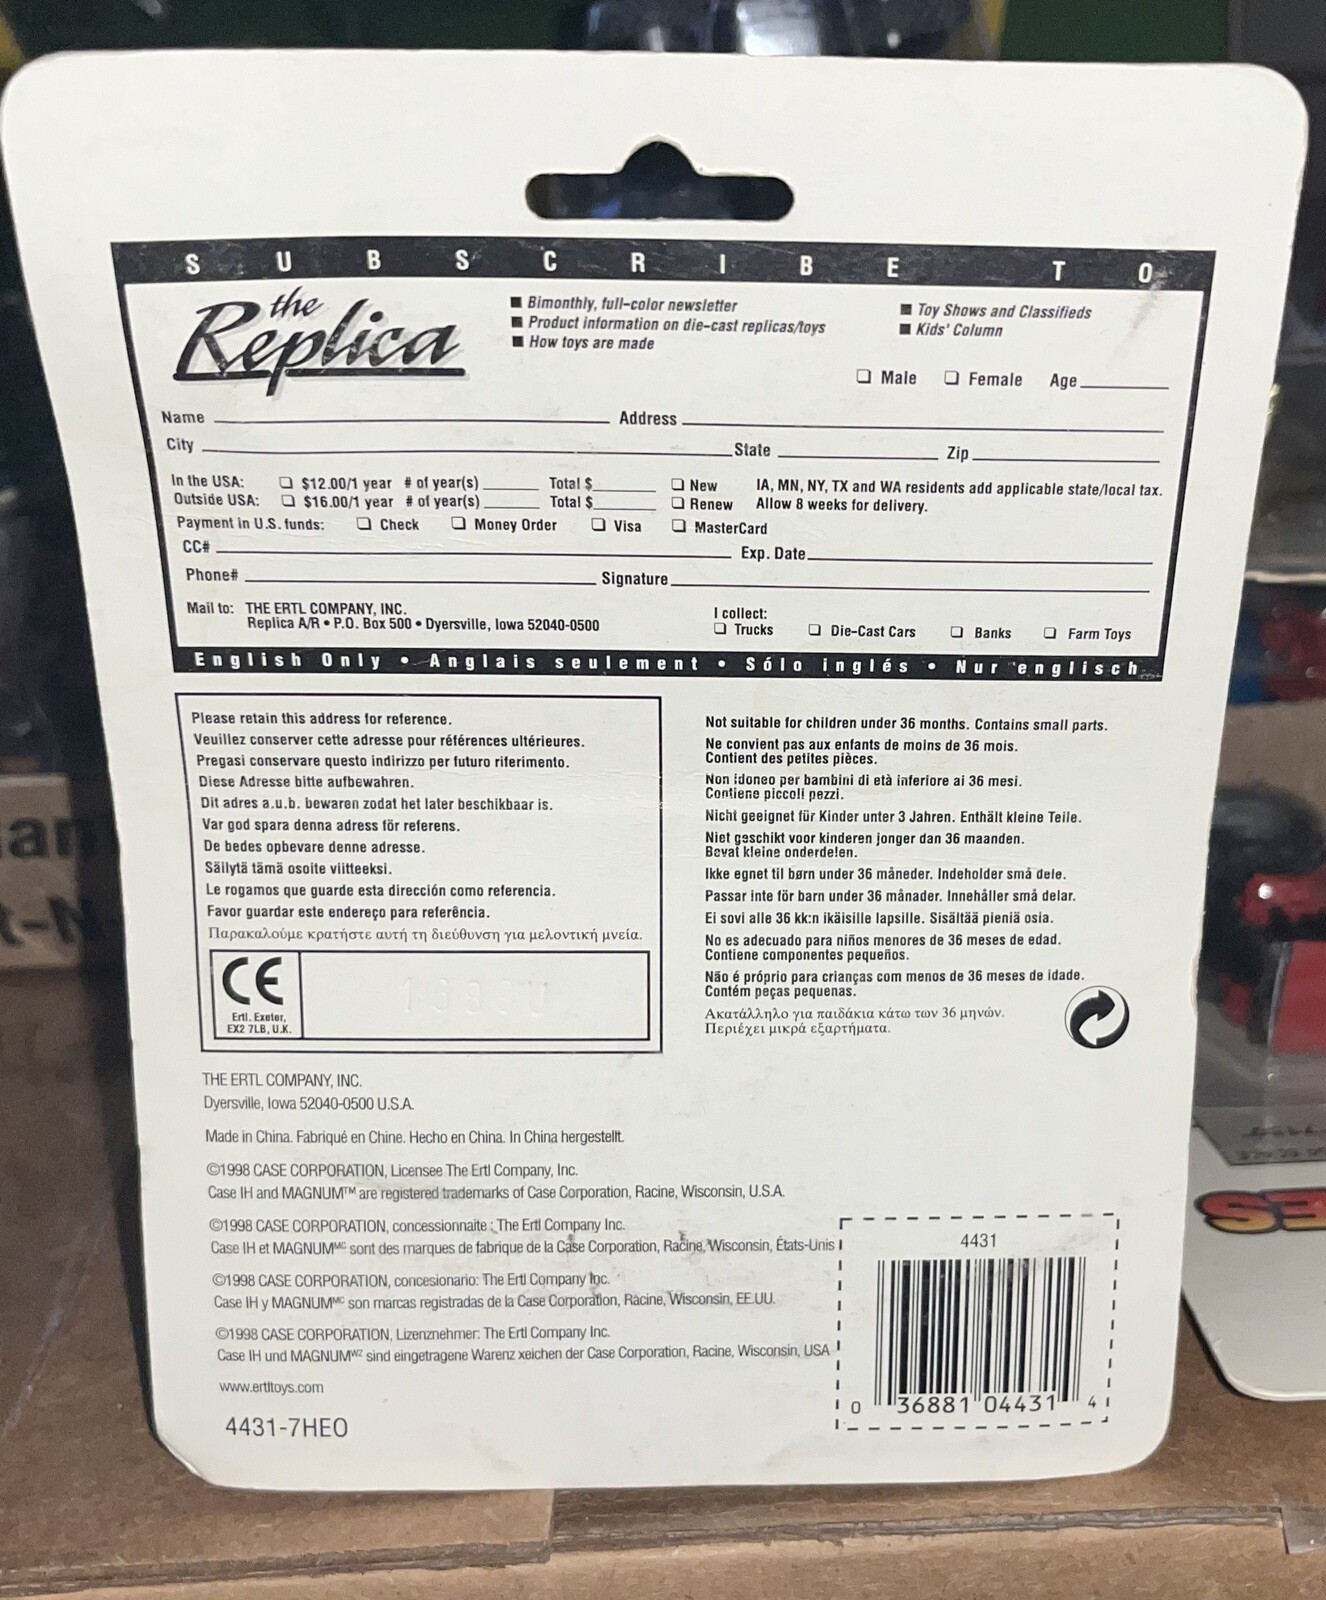 SUBSCRIBE TO
the Replica
■ Bimonthly, full-color newsletter
■ Product information on die-cast replicas/toys
■ How toys are made
■ Toy Shows and Classifieds
■ Kids' Column
❏ Male ❏ Female Age
Name Address
City State Zip
In the USA: ❏ $12.00/1 year # of year(s) Total $ ❏ New IA, MN, NY, TX and WA residents add applicable state/local tax.
Outside USA: ❏ $16.00/1 year # of year(s) Total $ ❏ Renew Allow 8 weeks for delivery.
Payment in U.S. funds: ❏ Check ❏ Money Order ❏ Visa ❏ MasterCard
CC# Exp. Date
Phone# Signature
Mail to: THE ERTL COMPANY, INC.
Replica A/R • P.O. Box 500 • Dyersville, Iowa 52040-0500
I collect:
❏ Trucks ❏ Die-Cast Cars ❏ Banks ❏ Farm Toys
English Only • Anglais seulement • Sólo inglés • Nur englisch
Please retain this address for reference.
Veuillez conserver cette adresse pour références ultérieures.
Pregasi conservare questo indirizzo per futuro riferimento.
Diese Adresse bitte aufbewahren.
Dit adres a.u.b. bewaren zodat het later beschikbaar is.
Var god spara denna adress för referens.
De bedes opbevare denne adresse.
Säilytä tämä osoite viitteeksi.
Le rogamos que guarde esta dirección como referencia.
Favor guardar este endereço para referência.
Παρακαλούμε κρατήστε αυτή τη διεύθυνση για μελοντική μνεία.
CE
Ertl. Exeter,
EX2 7LB, U.K.
Not suitable for children under 36 months. Contains small parts.
Ne convient pas aux enfants de moins de 36 mois.
Contient des petites pièces.
Non idoneo per bambini di età inferiore ai 36 mesi.
Contiene piccoli pezzi.
Nicht geeignet für Kinder unter 3 Jahren. Enthält kleine Teile.
Niet geschikt voor kinderen jonger dan 36 maanden.
Bevat kleine onderdelen.
Ikke egnet til børn under 36 måneder. Indeholder små dele.
Passar inte för barn under 36 månader. Innehåller små delar.
Ei sovi alle 36 kk:n ikäisille lapsille. Sisältää pieniä osia.
No es adecuado para niños menores de 36 meses de edad.
Contiene componentes pequeños.
Não é próprio para crianças com menos de 36 meses de idade.
Contém peças pequenas.
Ακατάλληλο για παιδάκια κάτω των 36 μηνών.
Περιέχει μικρά εξαρτήματα.
THE ERTL COMPANY, INC.
Dyersville, Iowa 52040-0500 U.S.A.
Made in China. Fabriqué en Chine. Hecho en China. In China hergestellt.
©1998 CASE CORPORATION, Licensee The Ertl Company, Inc.
Case IH and MAGNUM™ are registered trademarks of Case Corporation, Racine, Wisconsin, U.S.A.
©1998 CASE CORPORATION, concessionnaite : The Ertl Company Inc.
Case IH et MAGNUMᴹᶜ sont des marques de fabrique de la Case Corporation, Racine, Wisconsin, États-Unis
©1998 CASE CORPORATION, concesionario: The Ertl Company Inc.
Case IH y MAGNUMᴹᶜ son marcas registradas de la Case Corporation, Racine, Wisconsin, EE.UU.
©1998 CASE CORPORATION, Lizenznehmer: The Ertl Company Inc.
Case IH und MAGNUMᵂᶻ sind eingetragene Warenz xeichen der Case Corporation, Racine, Wisconsin, USA
www.ertltoys.com
4431-7HEO
4431
0 36881 04431 4